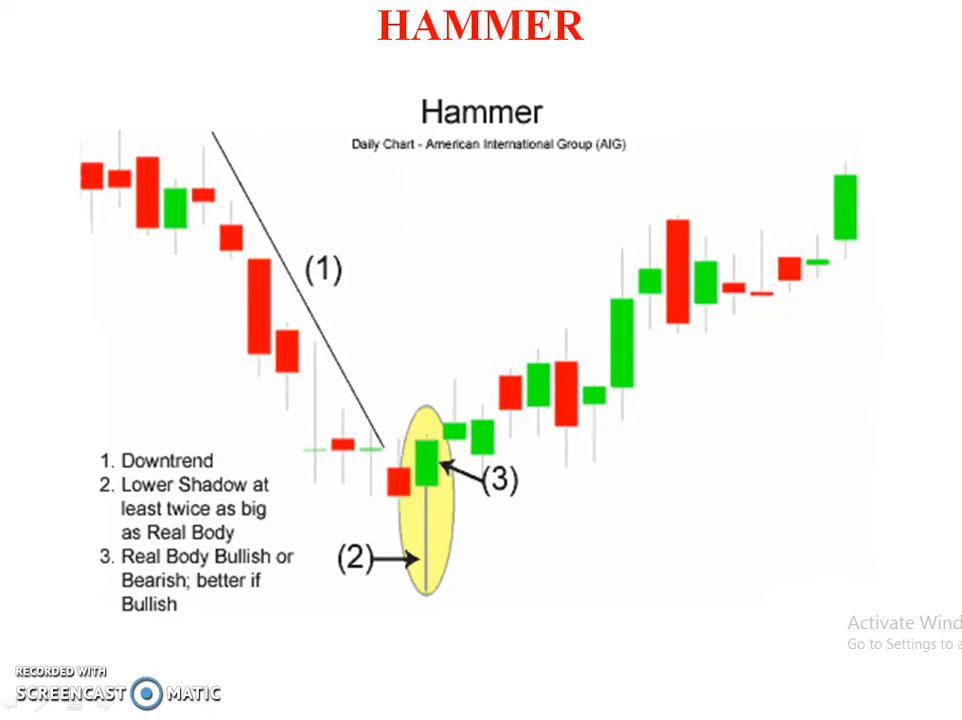 HAMMER
Hammer
Daily Chart - American International Group (AIG)
(1)
1. Downtrend
2. Lower Shadow at
least twice as big
as Real Body
3. Real Body Bullish or
Bearish; better if
Bullish
(3)
(2)
Activate Wind
Go to Settings to a
RECORDED WITH
SCREENCAST MATIC